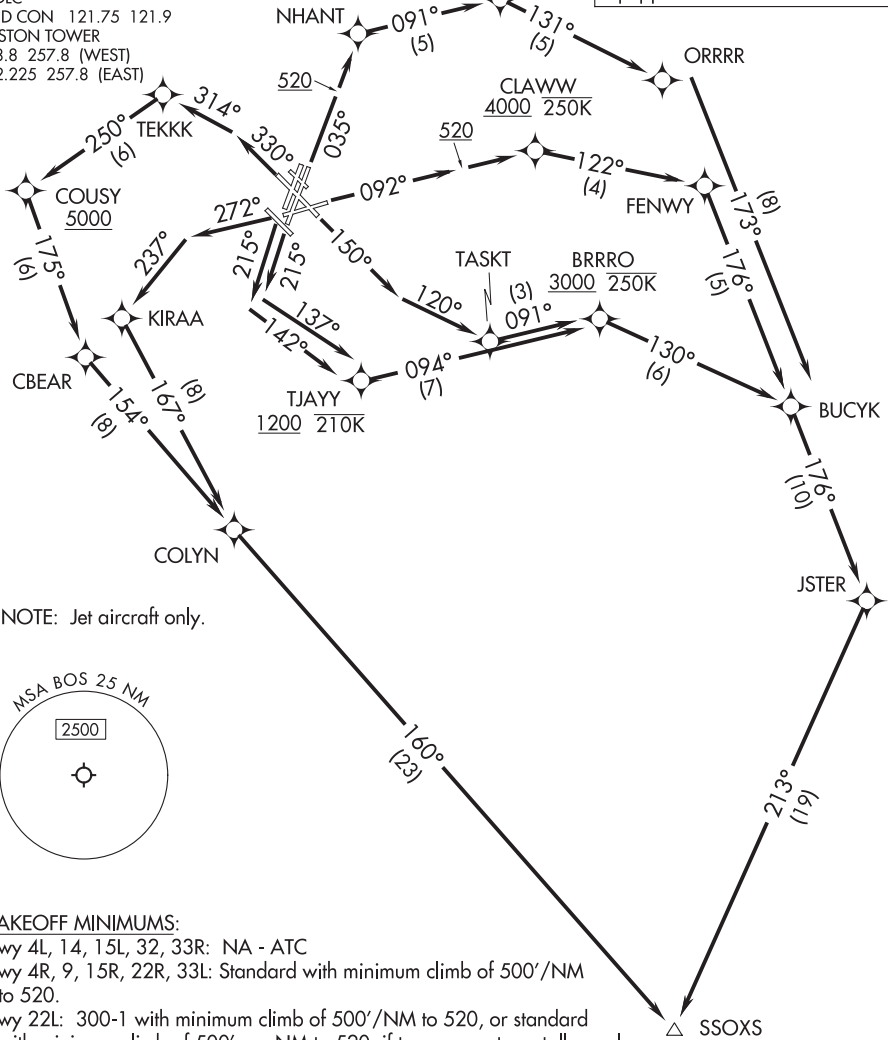 D CON 121.75 121.9
STON TOWER
257.8 (WEST)
257.8 (EAST)
NHANT
091°
(5)
131°
(5)
ORRRR
520
CLAWW
4000 250K
314°
TEKKK
250°
(6)
330°
035°
520
122°
(4)
(8)
173°
COUSY
5000
092°
FENWY
272°
175°
(6)
237°
215°
215°
150°
TASKT
BRRRO
3000 250K
176°
(5)
KIRAA
120°
(3)
091°
137°
142°
CBEAR
TJAYY
1200 210K
094°
(7)
130°
(6)
BUCYK
154°
(8)
167°
(8)
176°
(10)
COLYN
JSTER
NOTE: Jet aircraft only.
MSA BOS 25 NM
2500
160°
(23)
213°
(19)
AKEOFF MINIMUMS:
wy 4L, 14, 15L, 32, 33R: NA - ATC
wy 4R, 9, 15R, 22R, 33L: Standard with minimum climb of 500'/NM
to 520.
wy 22L: 300-1 with minimum climb of 500'/NM to 520, or standard
SSOXS